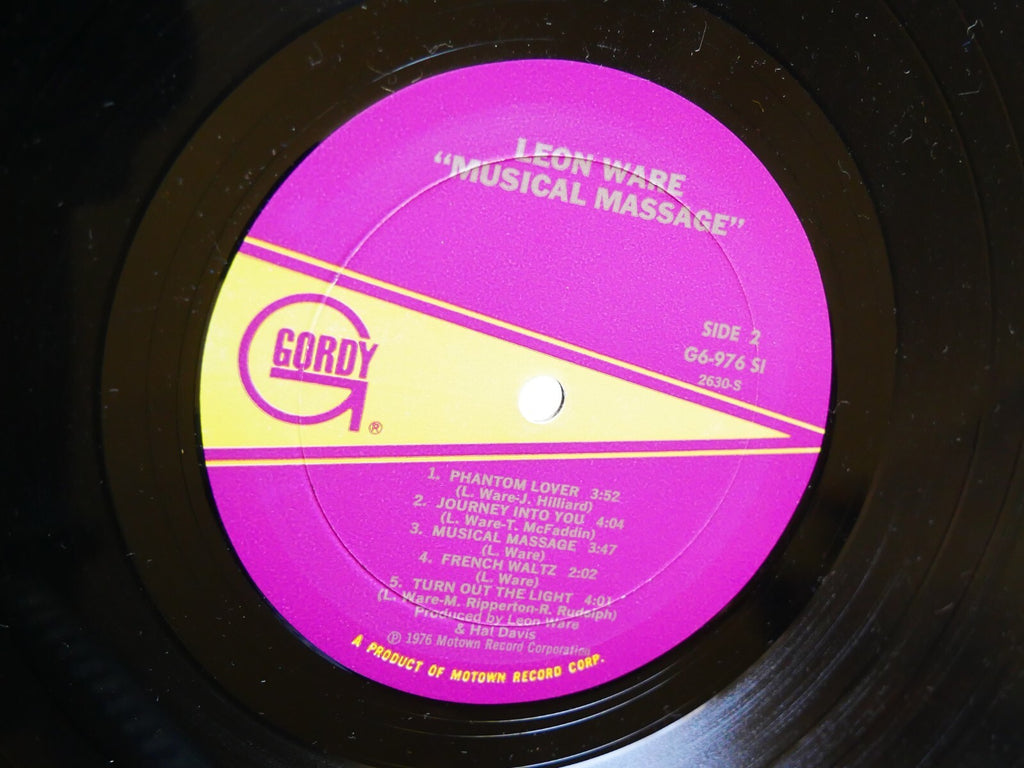 LEON WARE
“MUSICAL MASSAGE”
GORDY
®
SIDE 2
G6-976 S1
2630-S
1. PHANTOM LOVER 3:52
(L. Ware-J. Hilliard)
2. JOURNEY INTO YOU 4:04
(L. Ware-T. McFaddin)
3. MUSICAL MASSAGE 3:47
(L. Ware)
4. FRENCH WALTZ 2:02
(L. Ware)
5. TURN OUT THE LIGHT 4:01
(L. Ware-M. Ripperton-R. Rudolph)
Produced by Leon Ware
& Hal Davis
℗ 1976 Motown Record Corporation
A PRODUCT OF MOTOWN RECORD CORP.